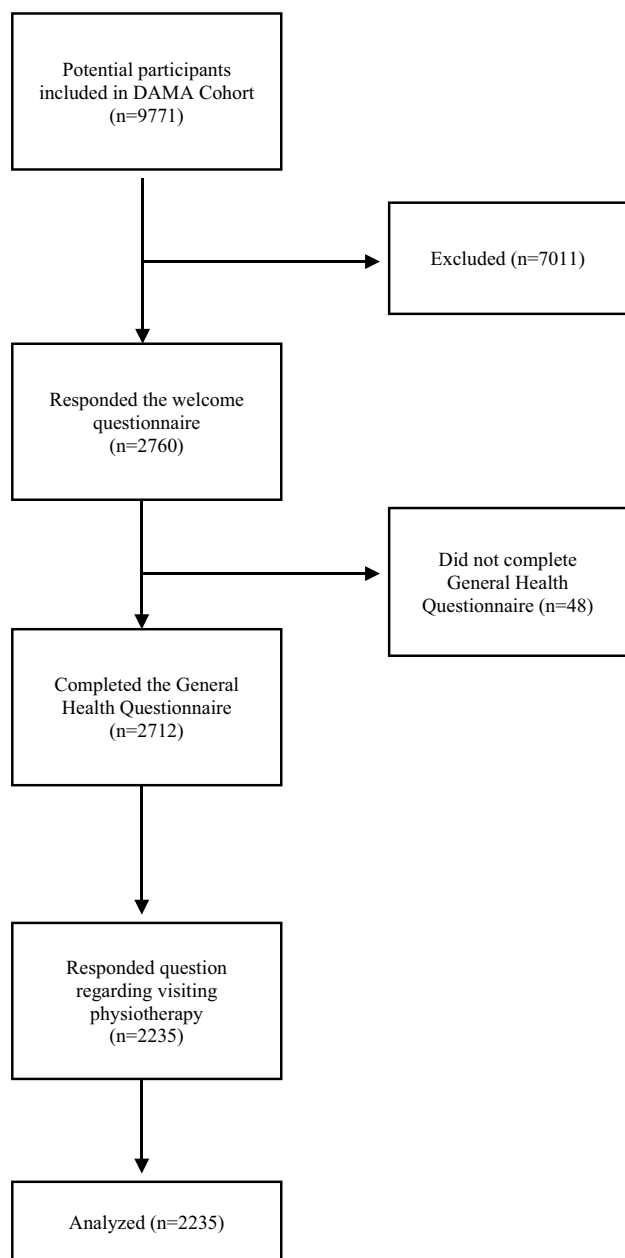 Potential participants
included in DAMA Cohort
(n=9771)
Excluded (n=7011)
Responded the welcome
questionnaire
(n=2760)
Did not complete
General Health
Questionnaire (n=48)
Completed the General
Health Questionnaire
(n=2712)
Responded question
regarding visiting
physiotherapy
(n=2235)
Analyzed (n=2235)